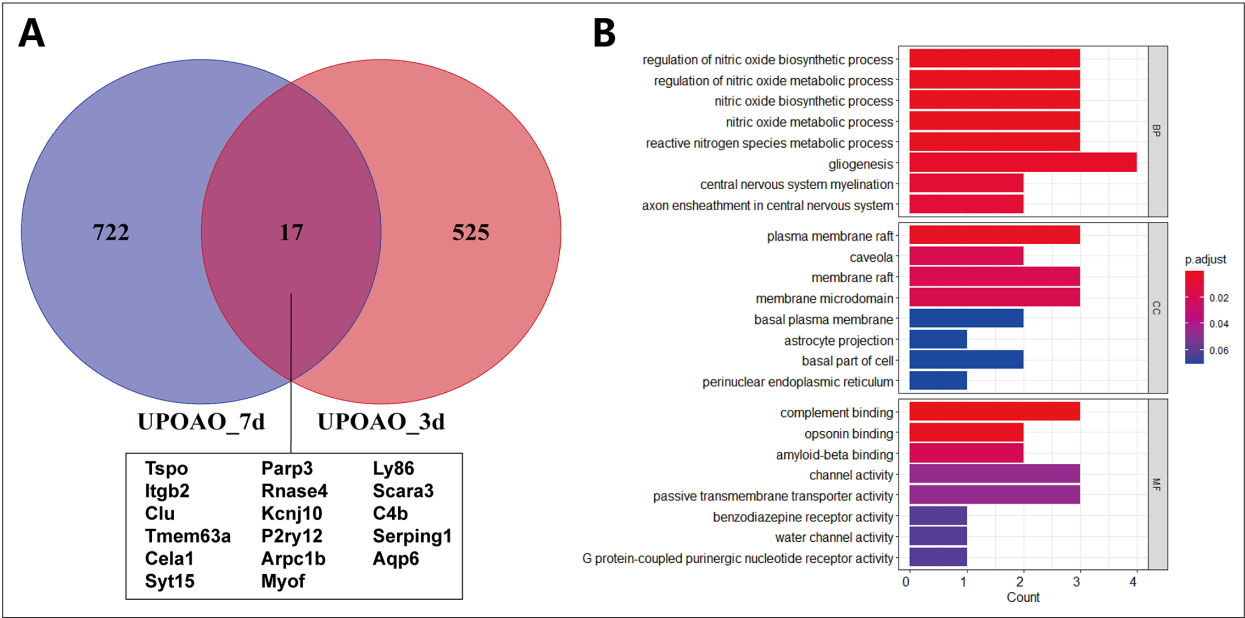 A
722
17
525
UPOAO_7d
UPOAO_3d
Tspo Parp3 Ly86
Itgb2 Rnase4 Scara3
Clu Kcnj10 C4b
Tmem63a P2ry12 Serping1
Cela1 Arpc1b Aqp6
Syt15 Myof
B
regulation of nitric oxide biosynthetic process
regulation of nitric oxide metabolic process
nitric oxide biosynthetic process
nitric oxide metabolic process
reactive nitrogen species metabolic process
gliogenesis
central nervous system myelination
axon ensheathment in central nervous system
BP
plasma membrane raft
caveola
membrane raft
membrane microdomain
basal plasma membrane
astrocyte projection
basal part of cell
perinuclear endoplasmic reticulum
CC
complement binding
opsonin binding
amyloid-beta binding
channel activity
passive transmembrane transporter activity
benzodiazepine receptor activity
water channel activity
G protein-coupled purinergic nucleotide receptor activity
MF
0 1 2 3 4
Count
p.adjust
0.02
0.04
0.06